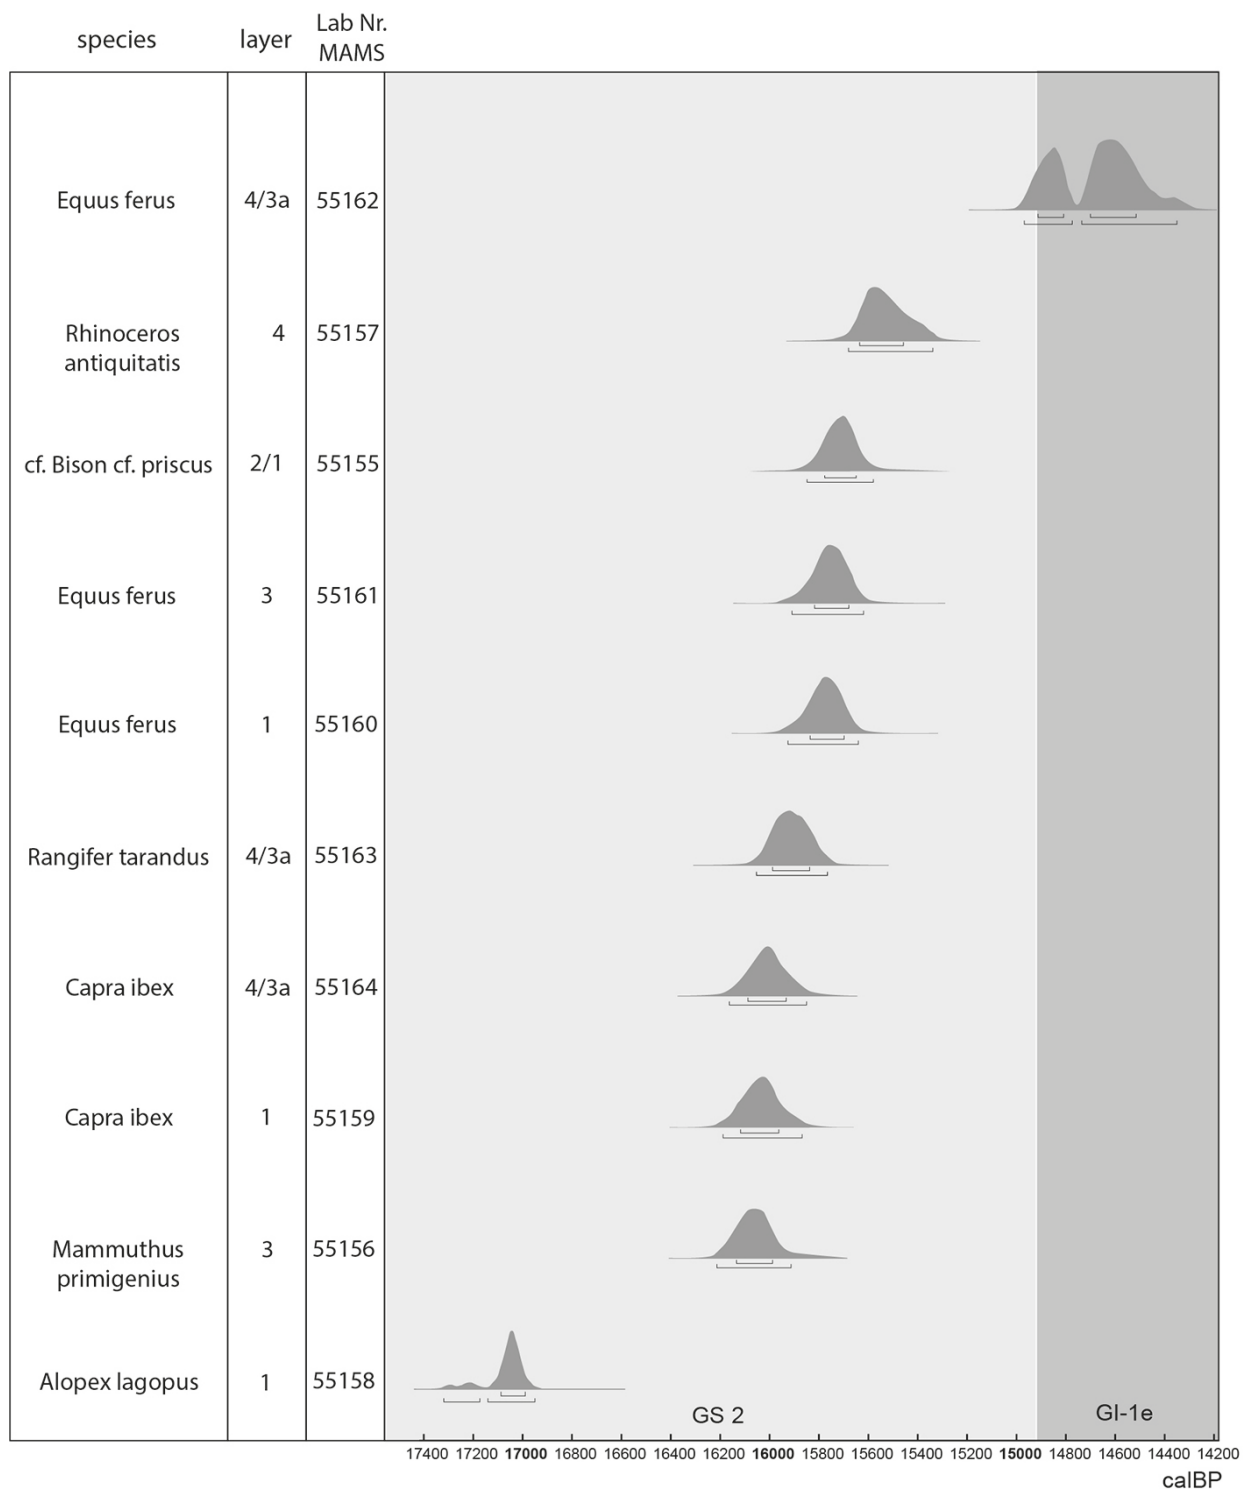 species layer Lab Nr.
MAMS
Equus ferus 4/3a 55162
Rhinoceros 4 55157
antiquitatis
cf. Bison cf. priscus 2/1 55155
Equus ferus 3 55161
Equus ferus 1 55160
Rangifer tarandus 4/3a 55163
Capra ibex 4/3a 55164
Capra ibex 1 55159
Mammuthus 3 55156
primigenius
Alopex lagopus 1 55158
GS 2 GI-1e
17400 17200 17000 16800 16600 16400 16200 16000 15800 15600 15400 15200 15000 14800 14600 14400 14200
calBP